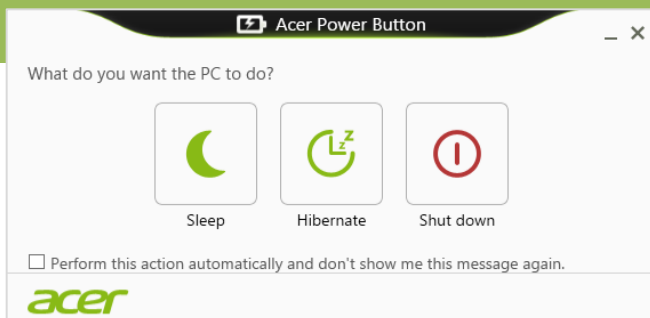 Acer Power Button
What do you want the PC to do?
Sleep Hibernate Shut down
Perform this action automatically and don't show me this message again.
acer